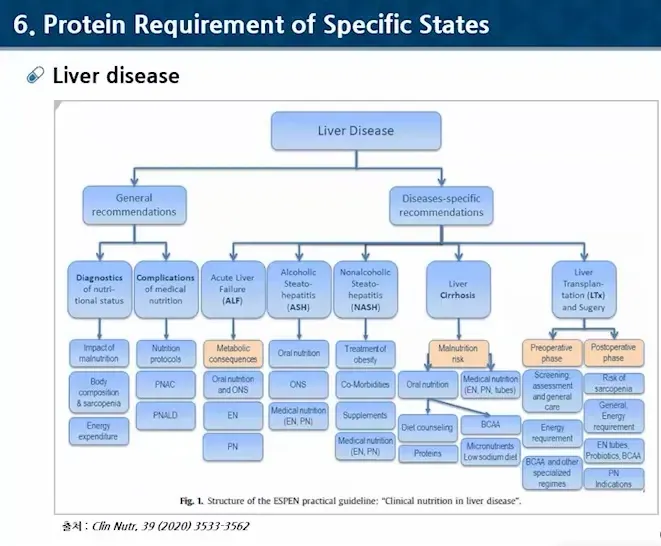 6. Protein Requirement of Specific States
Liver disease
Liver Disease
General
recommendations
Diseases-specific
recommendations
Diagnostics
of nutri-
tional status
Complications
of medical
nutrition
Acute Liver
Failure
(ALF)
Alcoholic
Steato-
hepatitis
(ASH)
Nonalcoholic
Steato-
hepatitis
(NASH)
Liver
Cirrhosis
Liver
Transplan-
tation (LTx)
and Sugery
Impact of
malnutrition
Body
composition
& sarcopenia
Energy
expenditure
Nutrition
protocols
PNAC
PNALD
Metabolic
consequences
Oral nutrition
and ONS
EN
PN
Oral nutrition
ONS
Medical nutrition
(EN, PN)
Treatment of
obesity
Co-Morbidities
Supplements
Medical nutrition
(EN, PN)
Malnutrition
risk
Oral nutrition
Medical nutrition
(EN, PN, tubes)
Diet counseling
BCAA
Proteins
Micronutrients
Low sodium diet
Preoperative
phase
Screening,
assessment
and general
care
Energy
requirement
BCAA and other
specialized
regimes
Postoperative
phase
Risk of
sarcopenia
General,
Energy
requirement
EN tubes,
Probiotics, BCAA
PN
Indications
Fig. 1. Structure of the ESPEN practical guideline: "Clinical nutrition in liver disease".
출처 : Clin Nutr, 39 (2020) 3533-3562